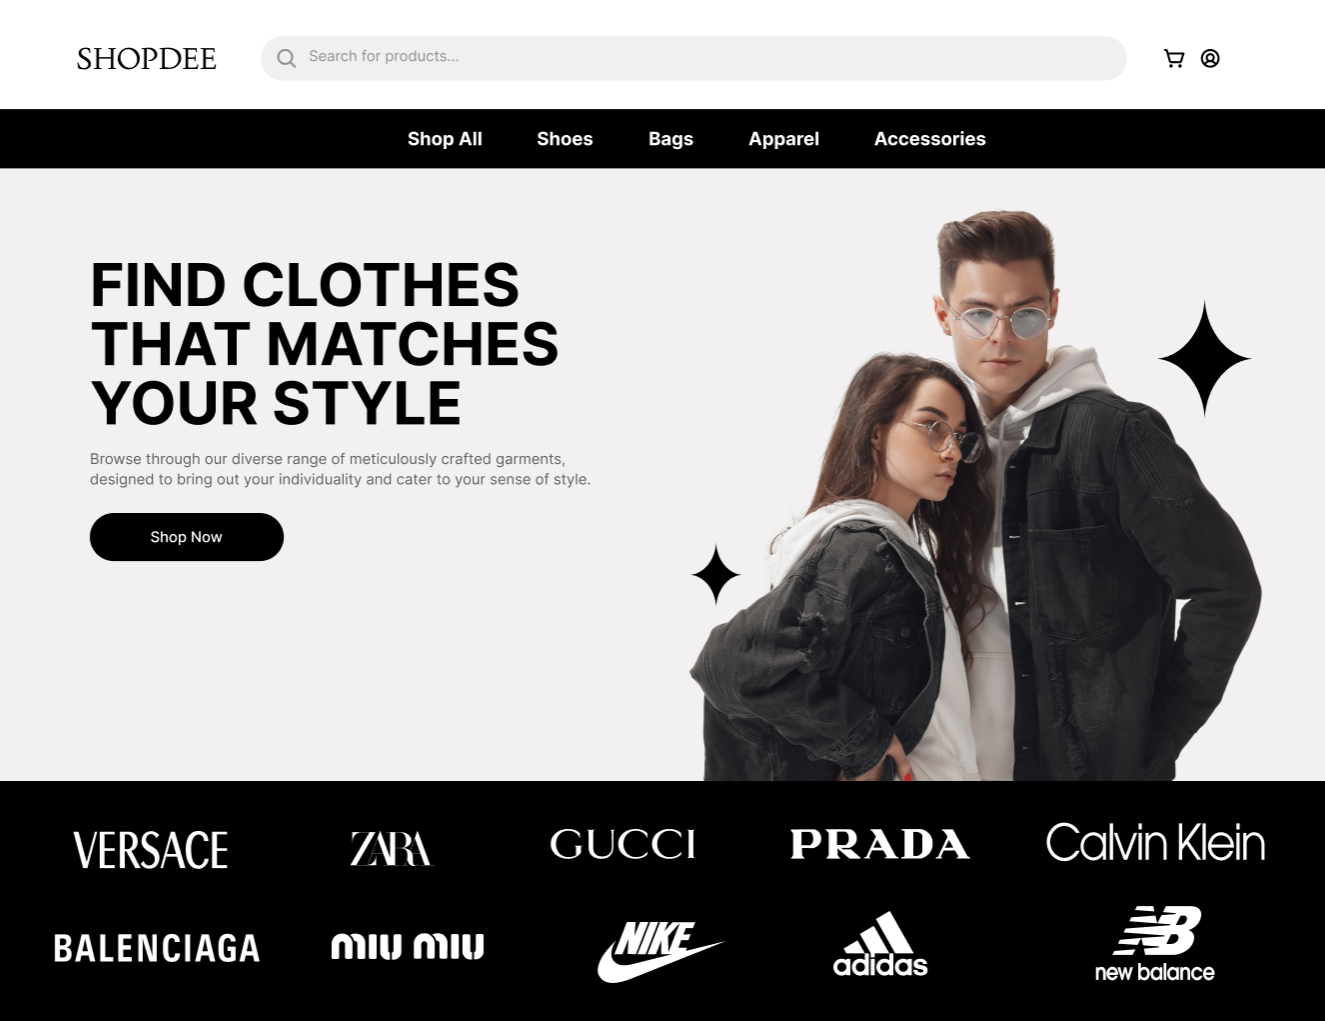 SHOPDEE
Search for products...
Shop All
Shoes
Bags
Apparel
Accessories
FIND CLOTHES
THAT MATCHES
YOUR STYLE
Browse through our diverse range of meticulously crafted garments,
designed to bring out your individuality and cater to your sense of style.
Shop Now
VERSACE
ZARA
GUCCI
PRADA
Calvin Klein
BALENCIAGA
miu miu
NIKE
adidas
NB
new balance